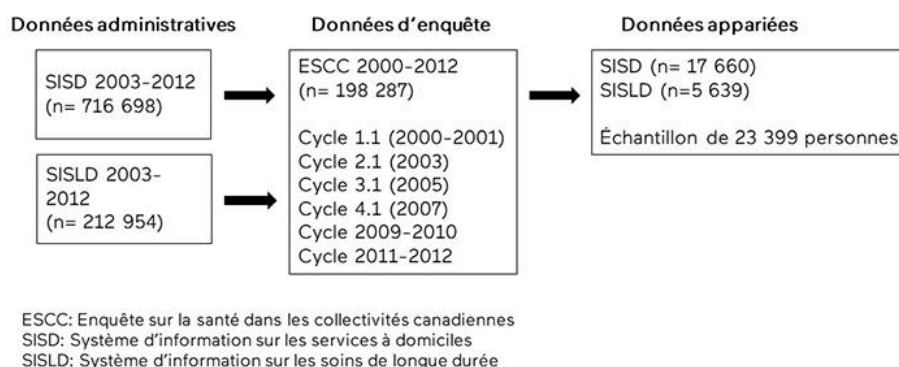 Données administratives
Données d'enquête
Données appariées
SISD 2003-2012
(n= 716 698)
SISLD 2003-
2012
(n= 212 954)
ESCC 2000-2012
(n= 198 287)
Cycle 1.1 (2000-2001)
Cycle 2.1 (2003)
Cycle 3.1 (2005)
Cycle 4.1 (2007)
Cycle 2009-2010
Cycle 2011-2012
SISD (n= 17 660)
SISLD (n=5 639)
Échantillon de 23 399 personnes
ESCC: Enquête sur la santé dans les collectivités canadiennes
SISD: Système d'information sur les services à domiciles
SISLD: Système d'information sur les soins de longue durée